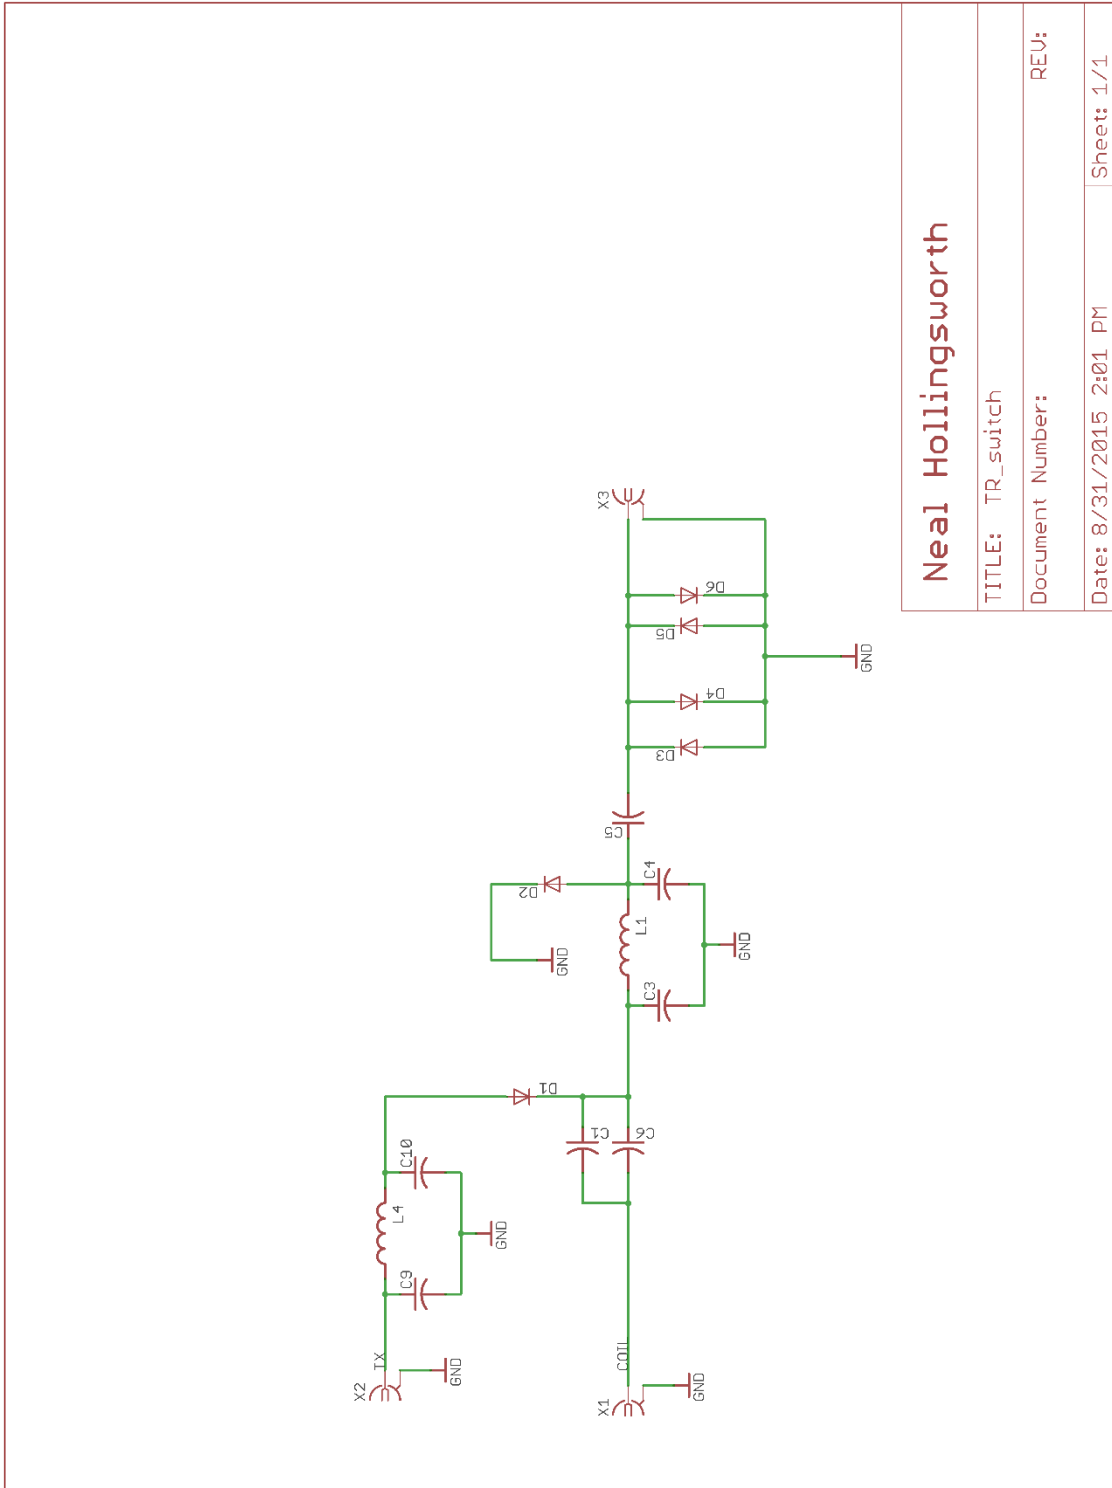 X2
TX
C9
L4
C10
GND
GND
D1
X1
COIL
GND
C1
C6
C3
L1
C4
GND
D2
GND
C5
D3
D4
D5
D6
X3
GND
Neal Hollingsworth
TITLE: TR_switch
Document Number:
REV:
Date: 8/31/2015 2:01 PM
Sheet: 1/1